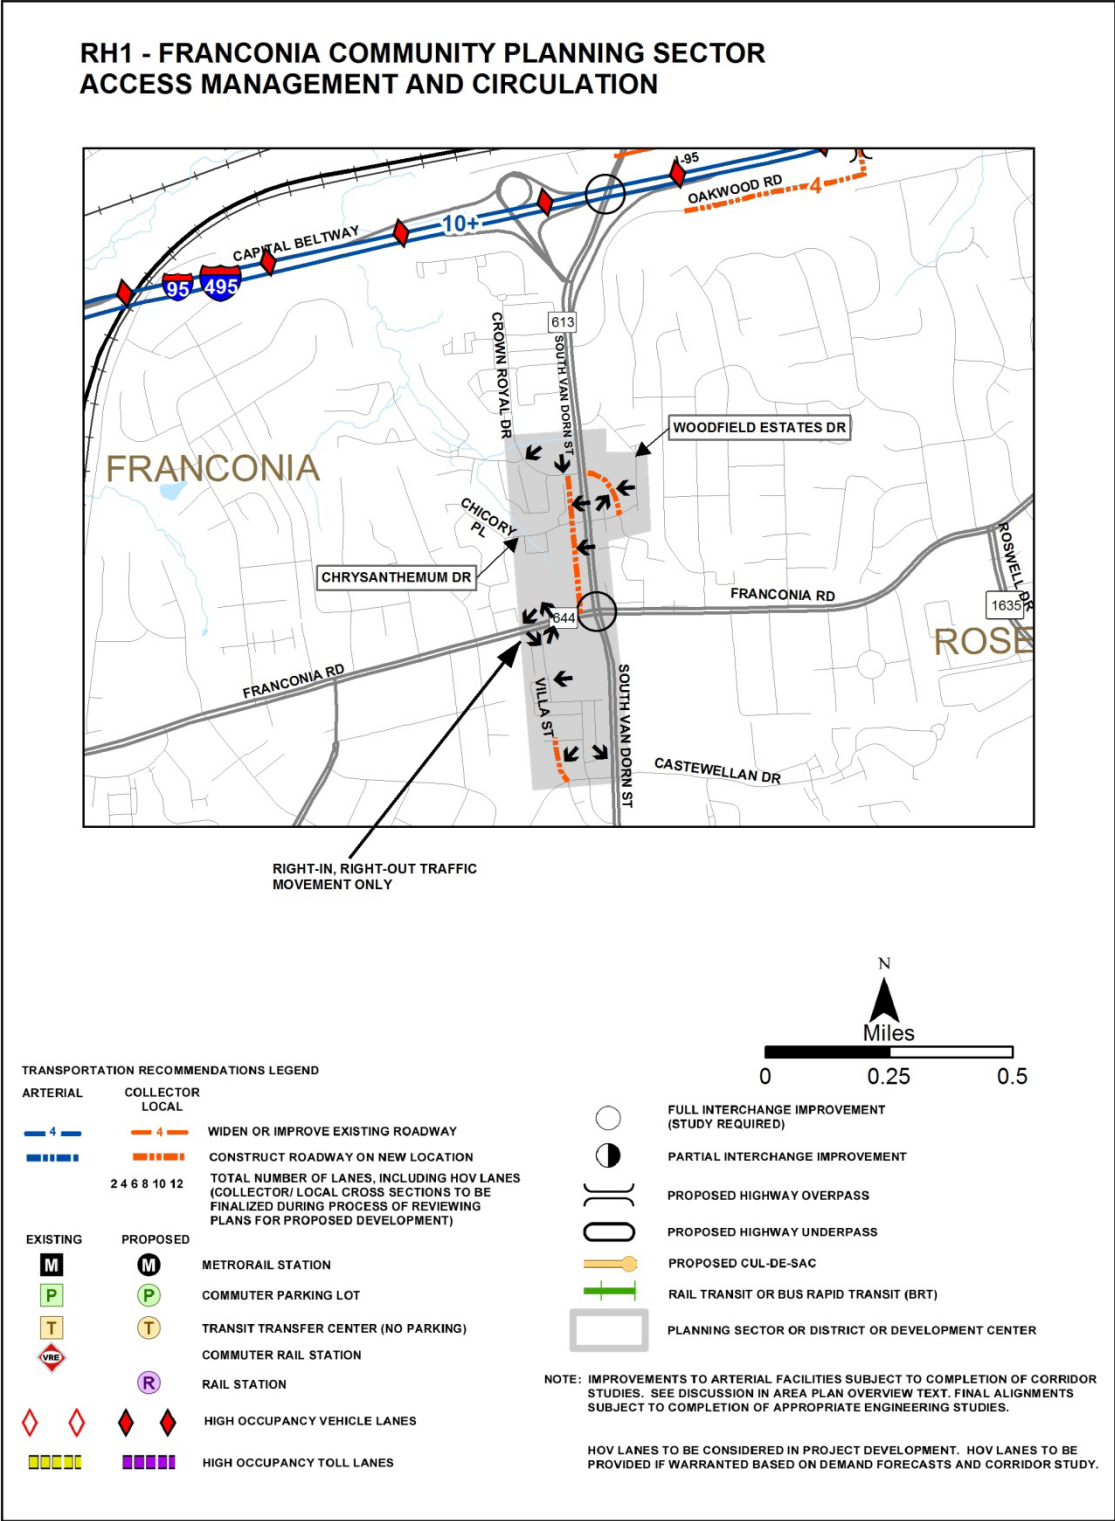 RH1 - FRANCONIA COMMUNITY PLANNING SECTOR
ACCESS MANAGEMENT AND CIRCULATION
I-95
OAKWOOD RD
4
10+
CAPITAL BELTWAY
95
495
613
CROWN ROYAL DR
SOUTH VAN DORN ST
WOODFIELD ESTATES DR
FRANCONIA
CHICORY
PL
CHRYSANTHEMUM DR
ROSWELL DR
FRANCONIA RD
1635
644
ROSE
FRANCONIA RD
VILLA ST
SOUTH VAN DORN ST
CASTEWELLAN DR
RIGHT-IN, RIGHT-OUT TRAFFIC
MOVEMENT ONLY
N
Miles
0 0.25 0.5
TRANSPORTATION RECOMMENDATIONS LEGEND
ARTERIAL COLLECTOR
LOCAL
4 4 WIDEN OR IMPROVE EXISTING ROADWAY
CONSTRUCT ROADWAY ON NEW LOCATION
2 4 6 8 10 12 TOTAL NUMBER OF LANES, INCLUDING HOV LANES
(COLLECTOR/ LOCAL CROSS SECTIONS TO BE
FINALIZED DURING PROCESS OF REVIEWING
PLANS FOR PROPOSED DEVELOPMENT)
EXISTING PROPOSED
M M METRORAIL STATION
P P COMMUTER PARKING LOT
T T TRANSIT TRANSFER CENTER (NO PARKING)
VRE COMMUTER RAIL STATION
R RAIL STATION
HIGH OCCUPANCY VEHICLE LANES
HIGH OCCUPANCY TOLL LANES
FULL INTERCHANGE IMPROVEMENT
(STUDY REQUIRED)
PARTIAL INTERCHANGE IMPROVEMENT
PROPOSED HIGHWAY OVERPASS
PROPOSED HIGHWAY UNDERPASS
PROPOSED CUL-DE-SAC
RAIL TRANSIT OR BUS RAPID TRANSIT (BRT)
PLANNING SECTOR OR DISTRICT OR DEVELOPMENT CENTER
NOTE: IMPROVEMENTS TO ARTERIAL FACILITIES SUBJECT TO COMPLETION OF CORRIDOR
STUDIES. SEE DISCUSSION IN AREA PLAN OVERVIEW TEXT. FINAL ALIGNMENTS
SUBJECT TO COMPLETION OF APPROPRIATE ENGINEERING STUDIES.
HOV LANES TO BE CONSIDERED IN PROJECT DEVELOPMENT. HOV LANES TO BE
PROVIDED IF WARRANTED BASED ON DEMAND FORECASTS AND CORRIDOR STUDY.